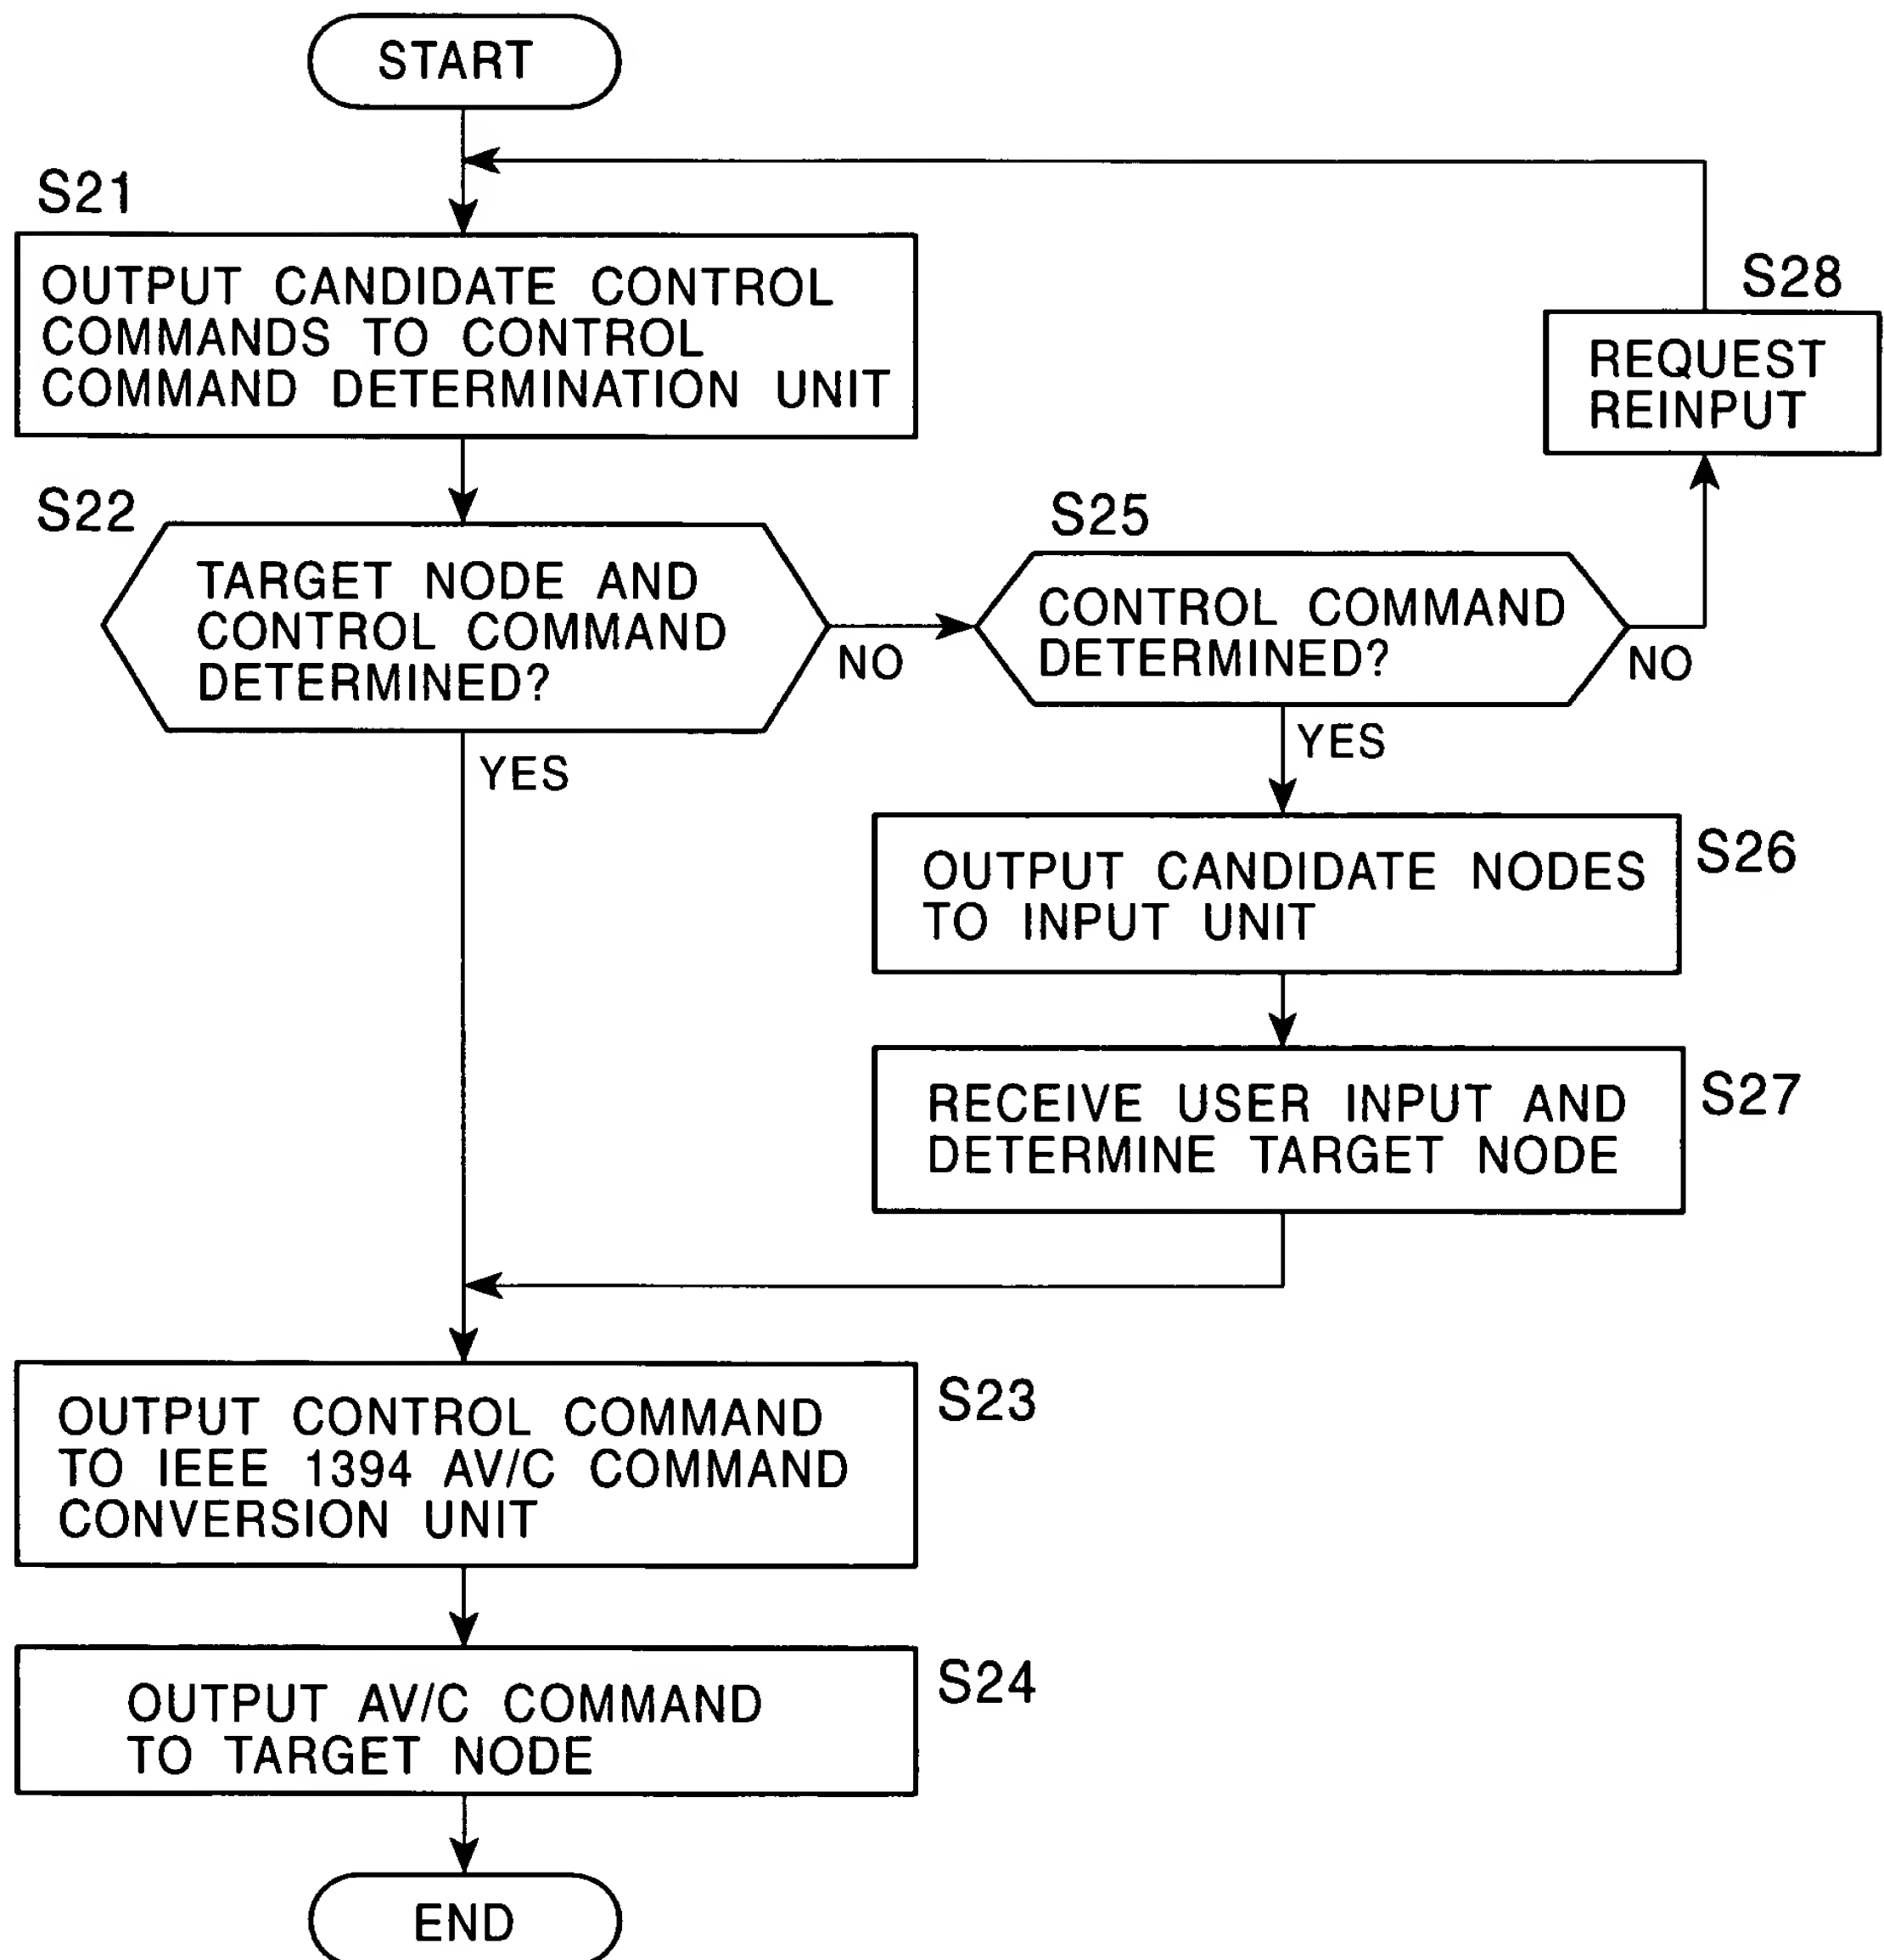 START
S21
OUTPUT CANDIDATE CONTROL
COMMANDS TO CONTROL
COMMAND DETERMINATION UNIT
S28
REQUEST
REINPUT
S22
TARGET NODE AND
CONTROL COMMAND
DETERMINED?
NO
YES
S25
CONTROL COMMAND
DETERMINED?
NO
YES
OUTPUT CANDIDATE NODES
TO INPUT UNIT
S26
RECEIVE USER INPUT AND
DETERMINE TARGET NODE
S27
OUTPUT CONTROL COMMAND
TO IEEE 1394 AV/C COMMAND
CONVERSION UNIT
S23
OUTPUT AV/C COMMAND
TO TARGET NODE
S24
END